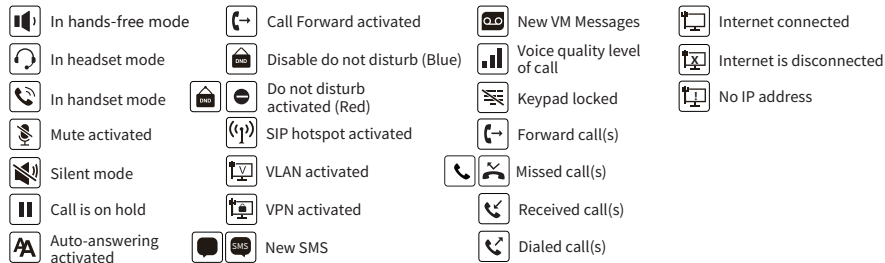 In hands-free mode
In headset mode
In handset mode
Mute activated
Silent mode
Call is on hold
AA
Auto-answering
activated
Call Forward activated
DND
Disable do not disturb (Blue)
DND
Do not disturb
activated (Red)
SIP hotspot activated
V
VLAN activated
VPN activated
SMS
New SMS
New VM Messages
Voice quality level
of call
Keypad locked
Forward call(s)
Missed call(s)
Received call(s)
Dialed call(s)
Internet connected
X
Internet is disconnected
!
No IP address